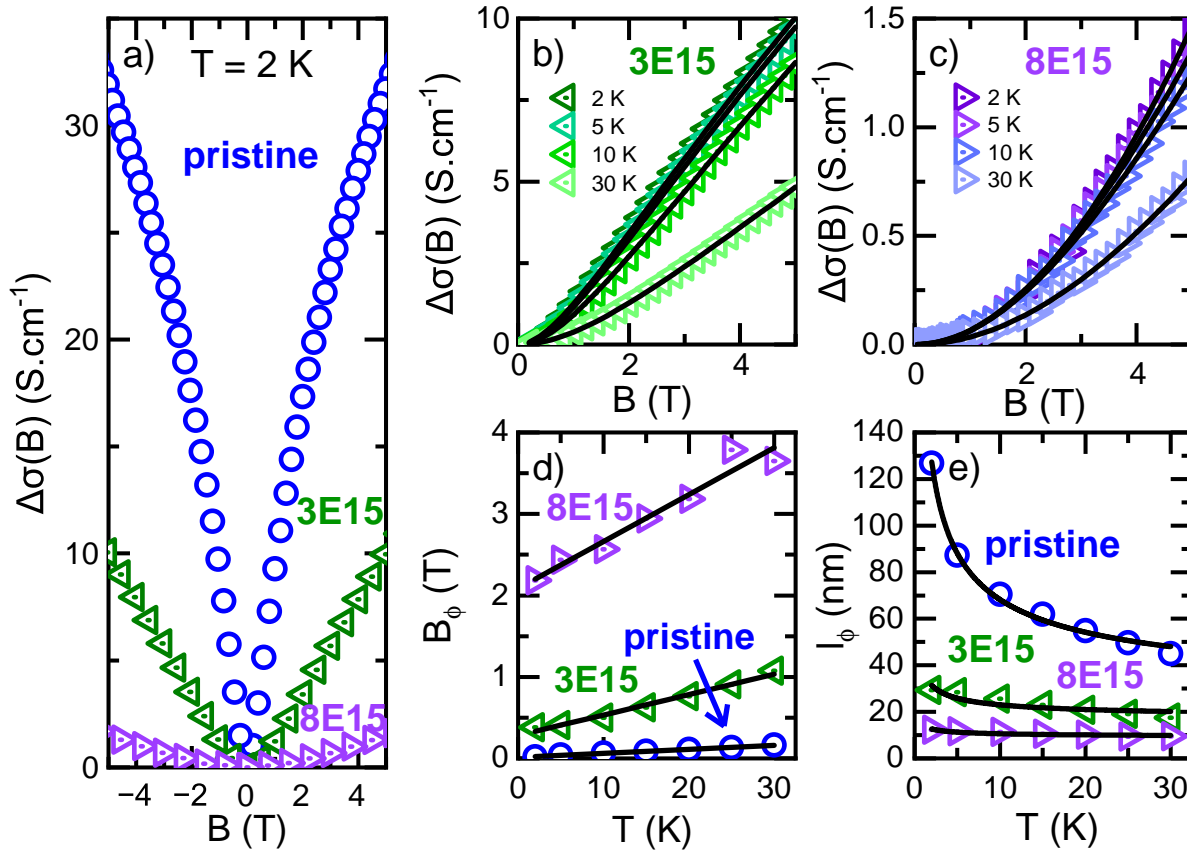 a)
T = 2 K
pristine
3E15
8E15
Δσ(B) (S.cm⁻¹)
0
10
20
30
−4
−2
0
2
4
B (T)
b)
3E15
2 K
5 K
10 K
30 K
Δσ(B) (S.cm⁻¹)
0
5
10
0
2
4
B (T)
c)
8E15
2 K
5 K
10 K
30 K
Δσ(B) (S.cm⁻¹)
0.0
0.5
1.0
1.5
0
2
4
B (T)
d)
8E15
pristine
3E15
B_ϕ (T)
0
1
2
3
4
0
10
20
30
T (K)
e)
pristine
3E15
8E15
l_ϕ (nm)
0
20
40
60
80
100
120
140
0
10
20
30
T (K)